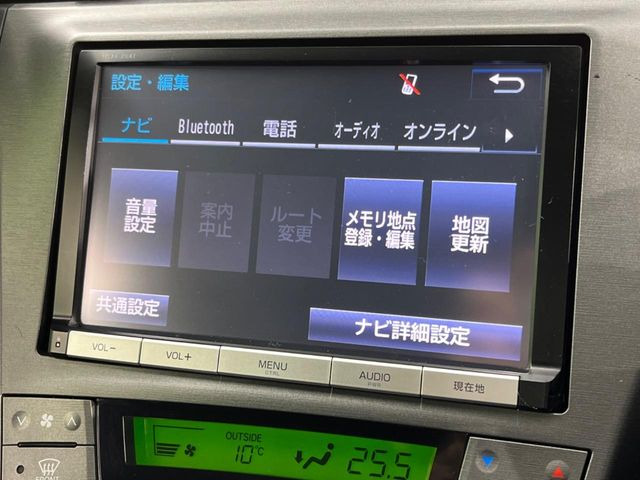 設定・編集
ナビ Bluetooth 電話 オーディオ オンライン
音量設定
案内中止
ルート変更
メモリ地点登録・編集
地図更新
共通設定
ナビ詳細設定
VOL－ VOL＋ MENU AUDIO 現在地
CTRL PWR
OUTSIDE
10℃ 25.5
FRONT